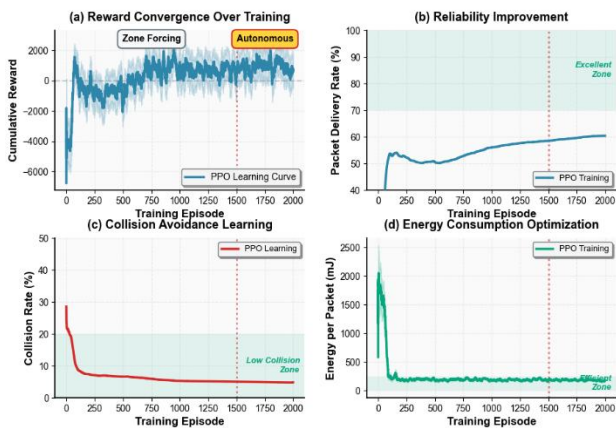 (a) Reward Convergence Over Training
Zone Forcing
Autonomous
2000
0
−2000
−4000
−6000
Cumulative Reward
PPO Learning Curve
0 250 500 750 1000 1250 1500 1750 2000
Training Episode
(b) Reliability Improvement
100
90
80
70
60
50
40
Packet Delivery Rate (%)
Excellent
Zone
PPO Training
0 250 500 750 1000 1250 1500 1750 2000
Training Episode
(c) Collision Avoidance Learning
PPO Learning
50
40
30
20
10
0
Collision Rate (%)
Low Collision
Zone
0 250 500 750 1000 1250 1500 1750 2000
Training Episode
(d) Energy Consumption Optimization
PPO Training
2500
2000
1500
1000
500
0
Energy per Packet (mJ)
Efficient
Zone
0 250 500 750 1000 1250 1500 1750 2000
Training Episode